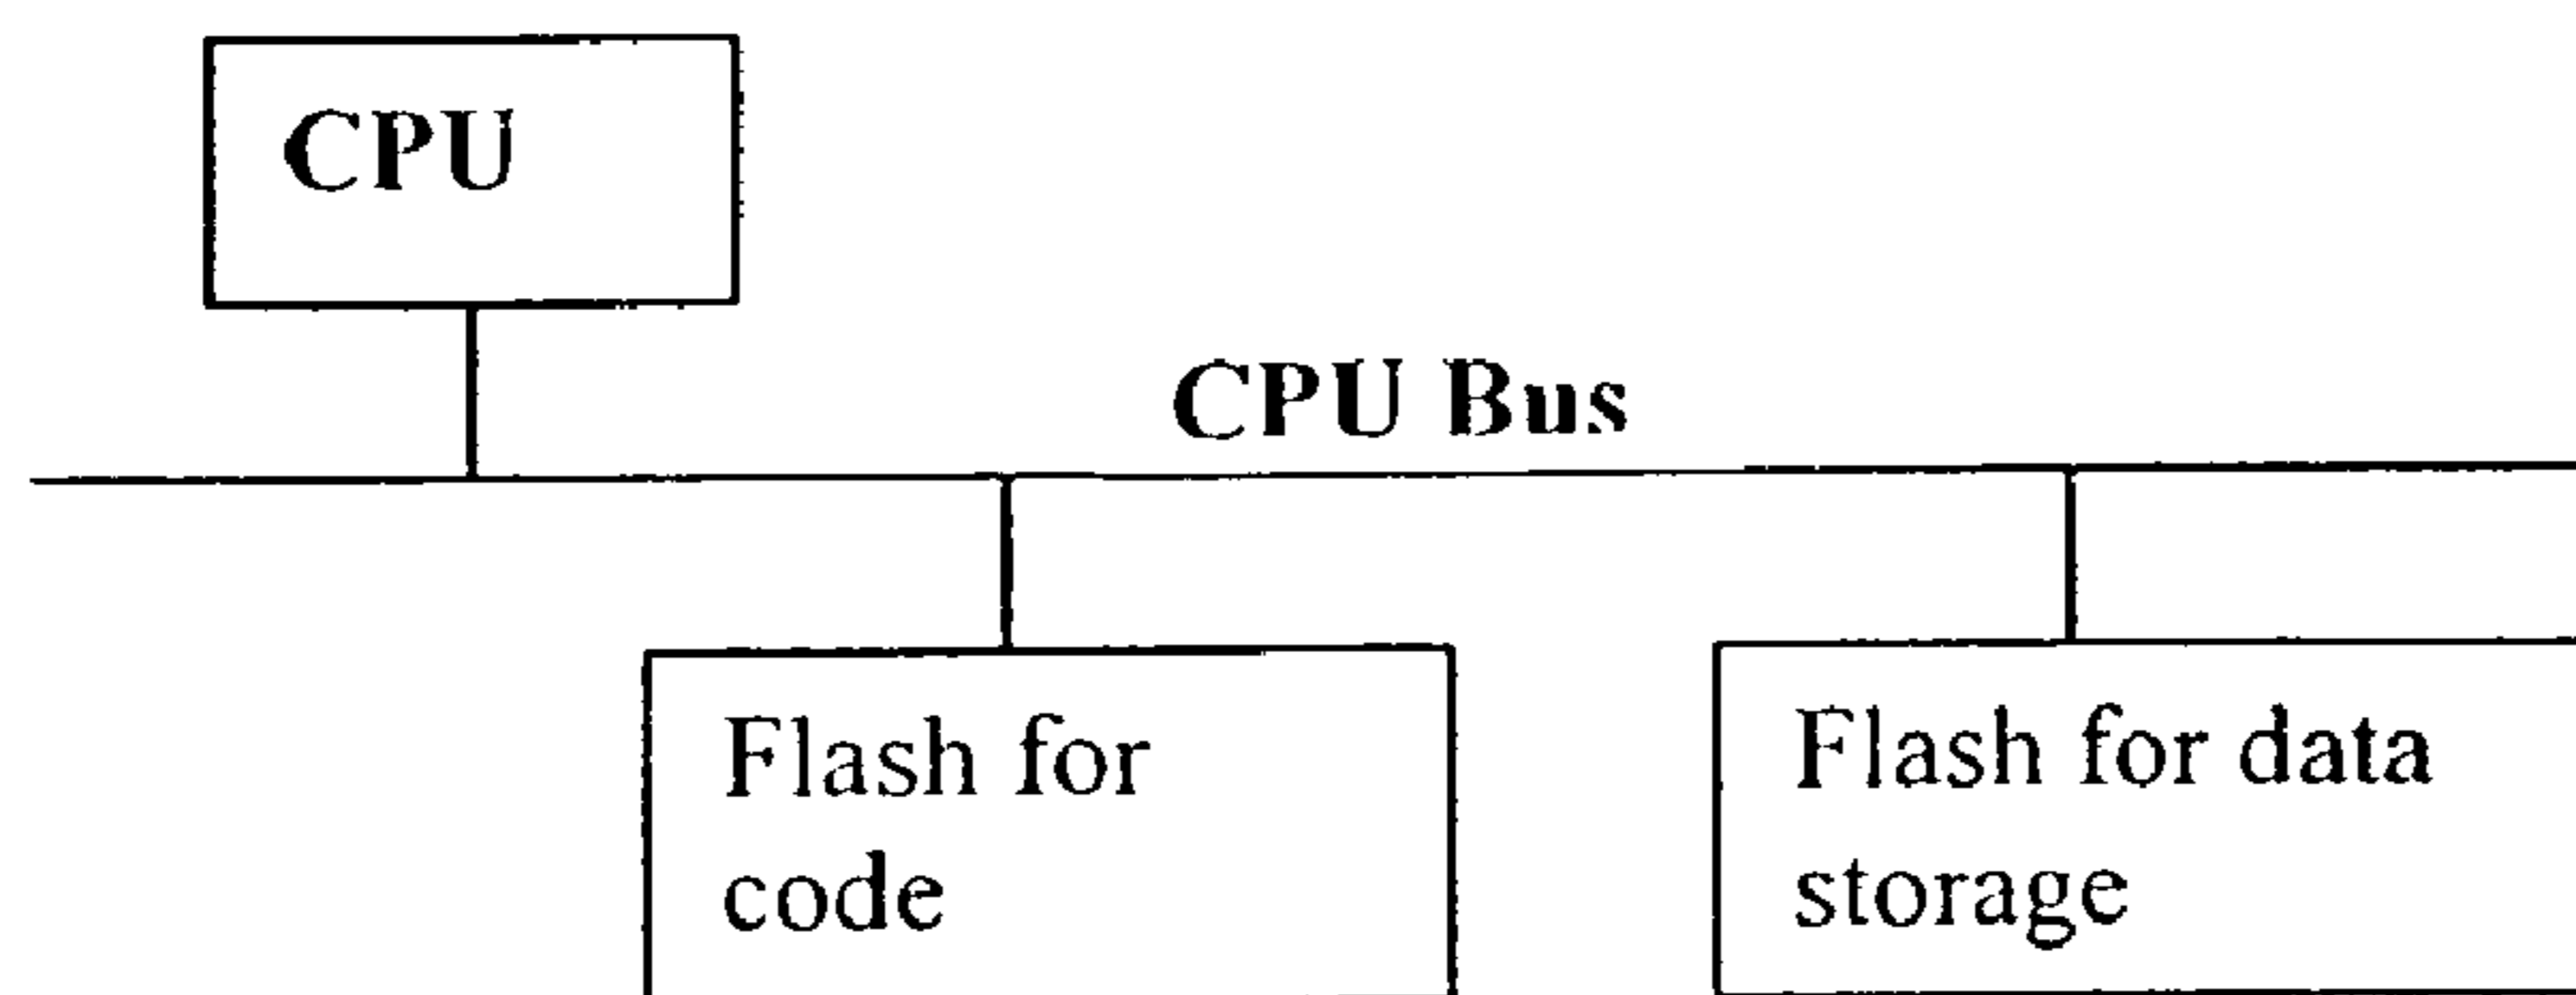 CPU
CPU Bus
Flash for
code
Flash for data
storage